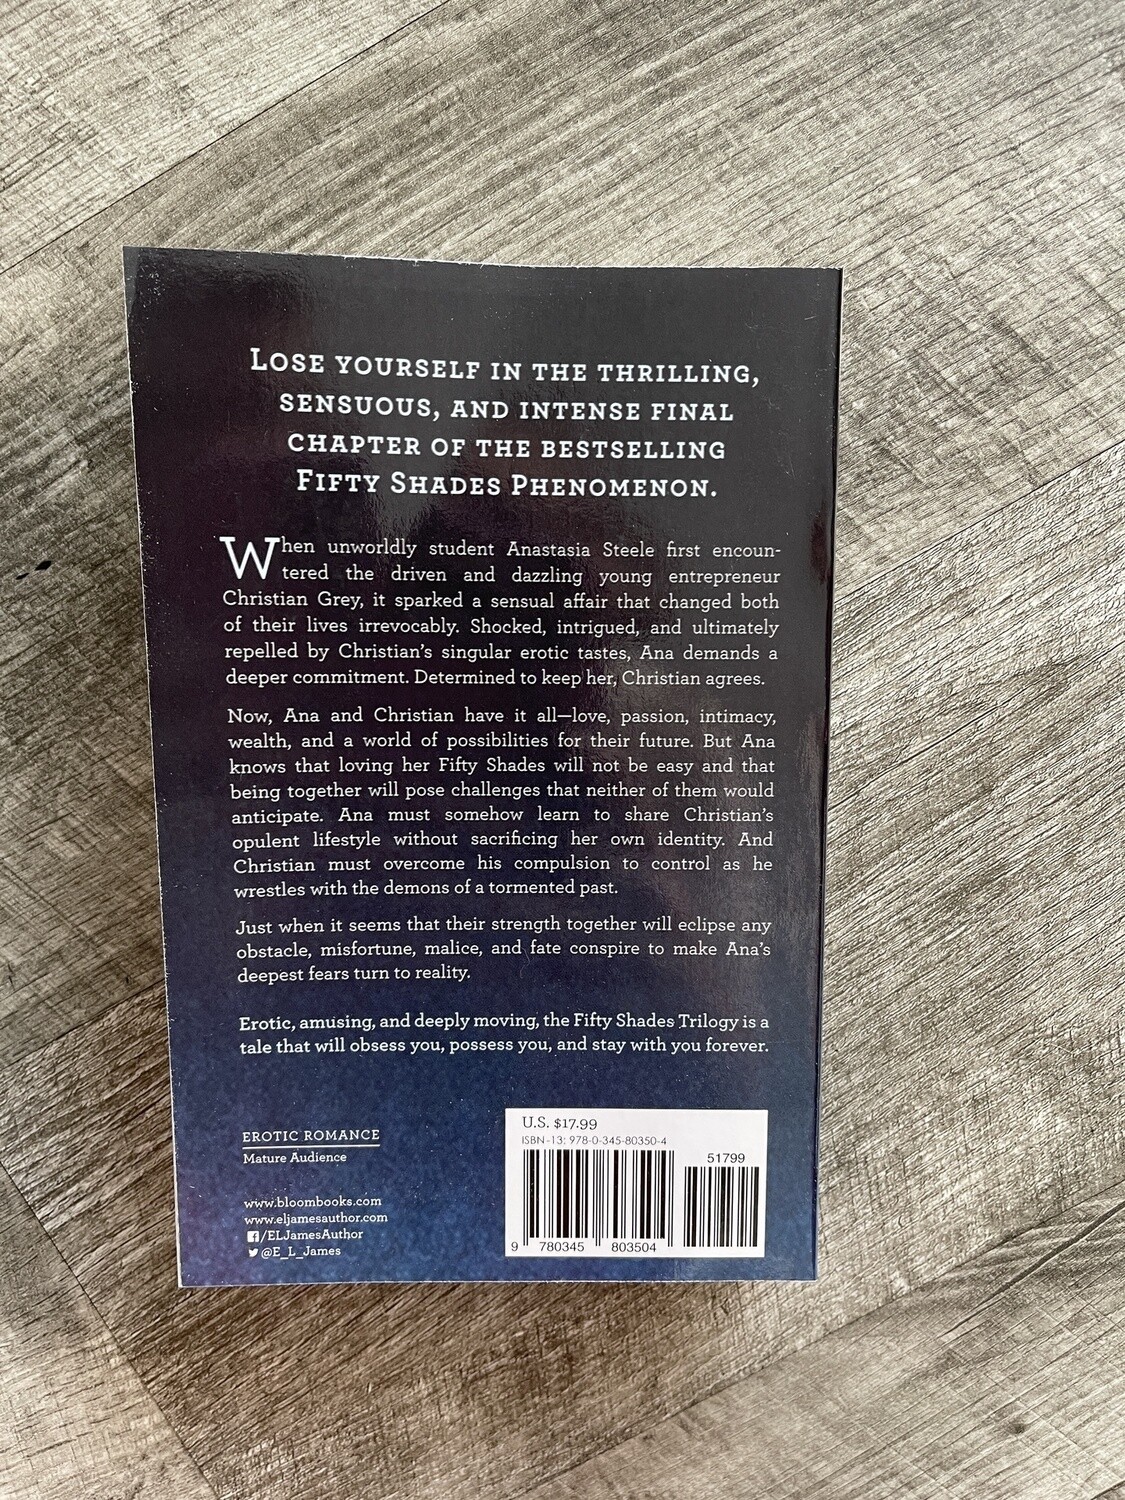 LOSE YOURSELF IN THE THRILLING,
SENSUOUS, AND INTENSE FINAL
CHAPTER OF THE BESTSELLING
FIFTY SHADES PHENOMENON.
When unworldly student Anastasia Steele first encoun-
tered the driven and dazzling young entrepreneur
Christian Grey, it sparked a sensual affair that changed both
of their lives irrevocably. Shocked, intrigued, and ultimately
repelled by Christian's singular erotic tastes, Ana demands a
deeper commitment. Determined to keep her, Christian agrees.
Now, Ana and Christian have it all—love, passion, intimacy,
wealth, and a world of possibilities for their future. But Ana
knows that loving her Fifty Shades will not be easy and that
being together will pose challenges that neither of them would
anticipate. Ana must somehow learn to share Christian's
opulent lifestyle without sacrificing her own identity. And
Christian must overcome his compulsion to control as he
wrestles with the demons of a tormented past.
Just when it seems that their strength together will eclipse any
obstacle, misfortune, malice, and fate conspire to make Ana's
deepest fears turn to reality.
Erotic, amusing, and deeply moving, the Fifty Shades Trilogy is a
tale that will obsess you, possess you, and stay with you forever.
EROTIC ROMANCE
Mature Audience
www.bloombooks.com
www.eljamesauthor.com
/ELJamesAuthor
@E_L_James
U.S. $17.99
ISBN-13: 978-0-345-80350-4
51799
9 780345 803504